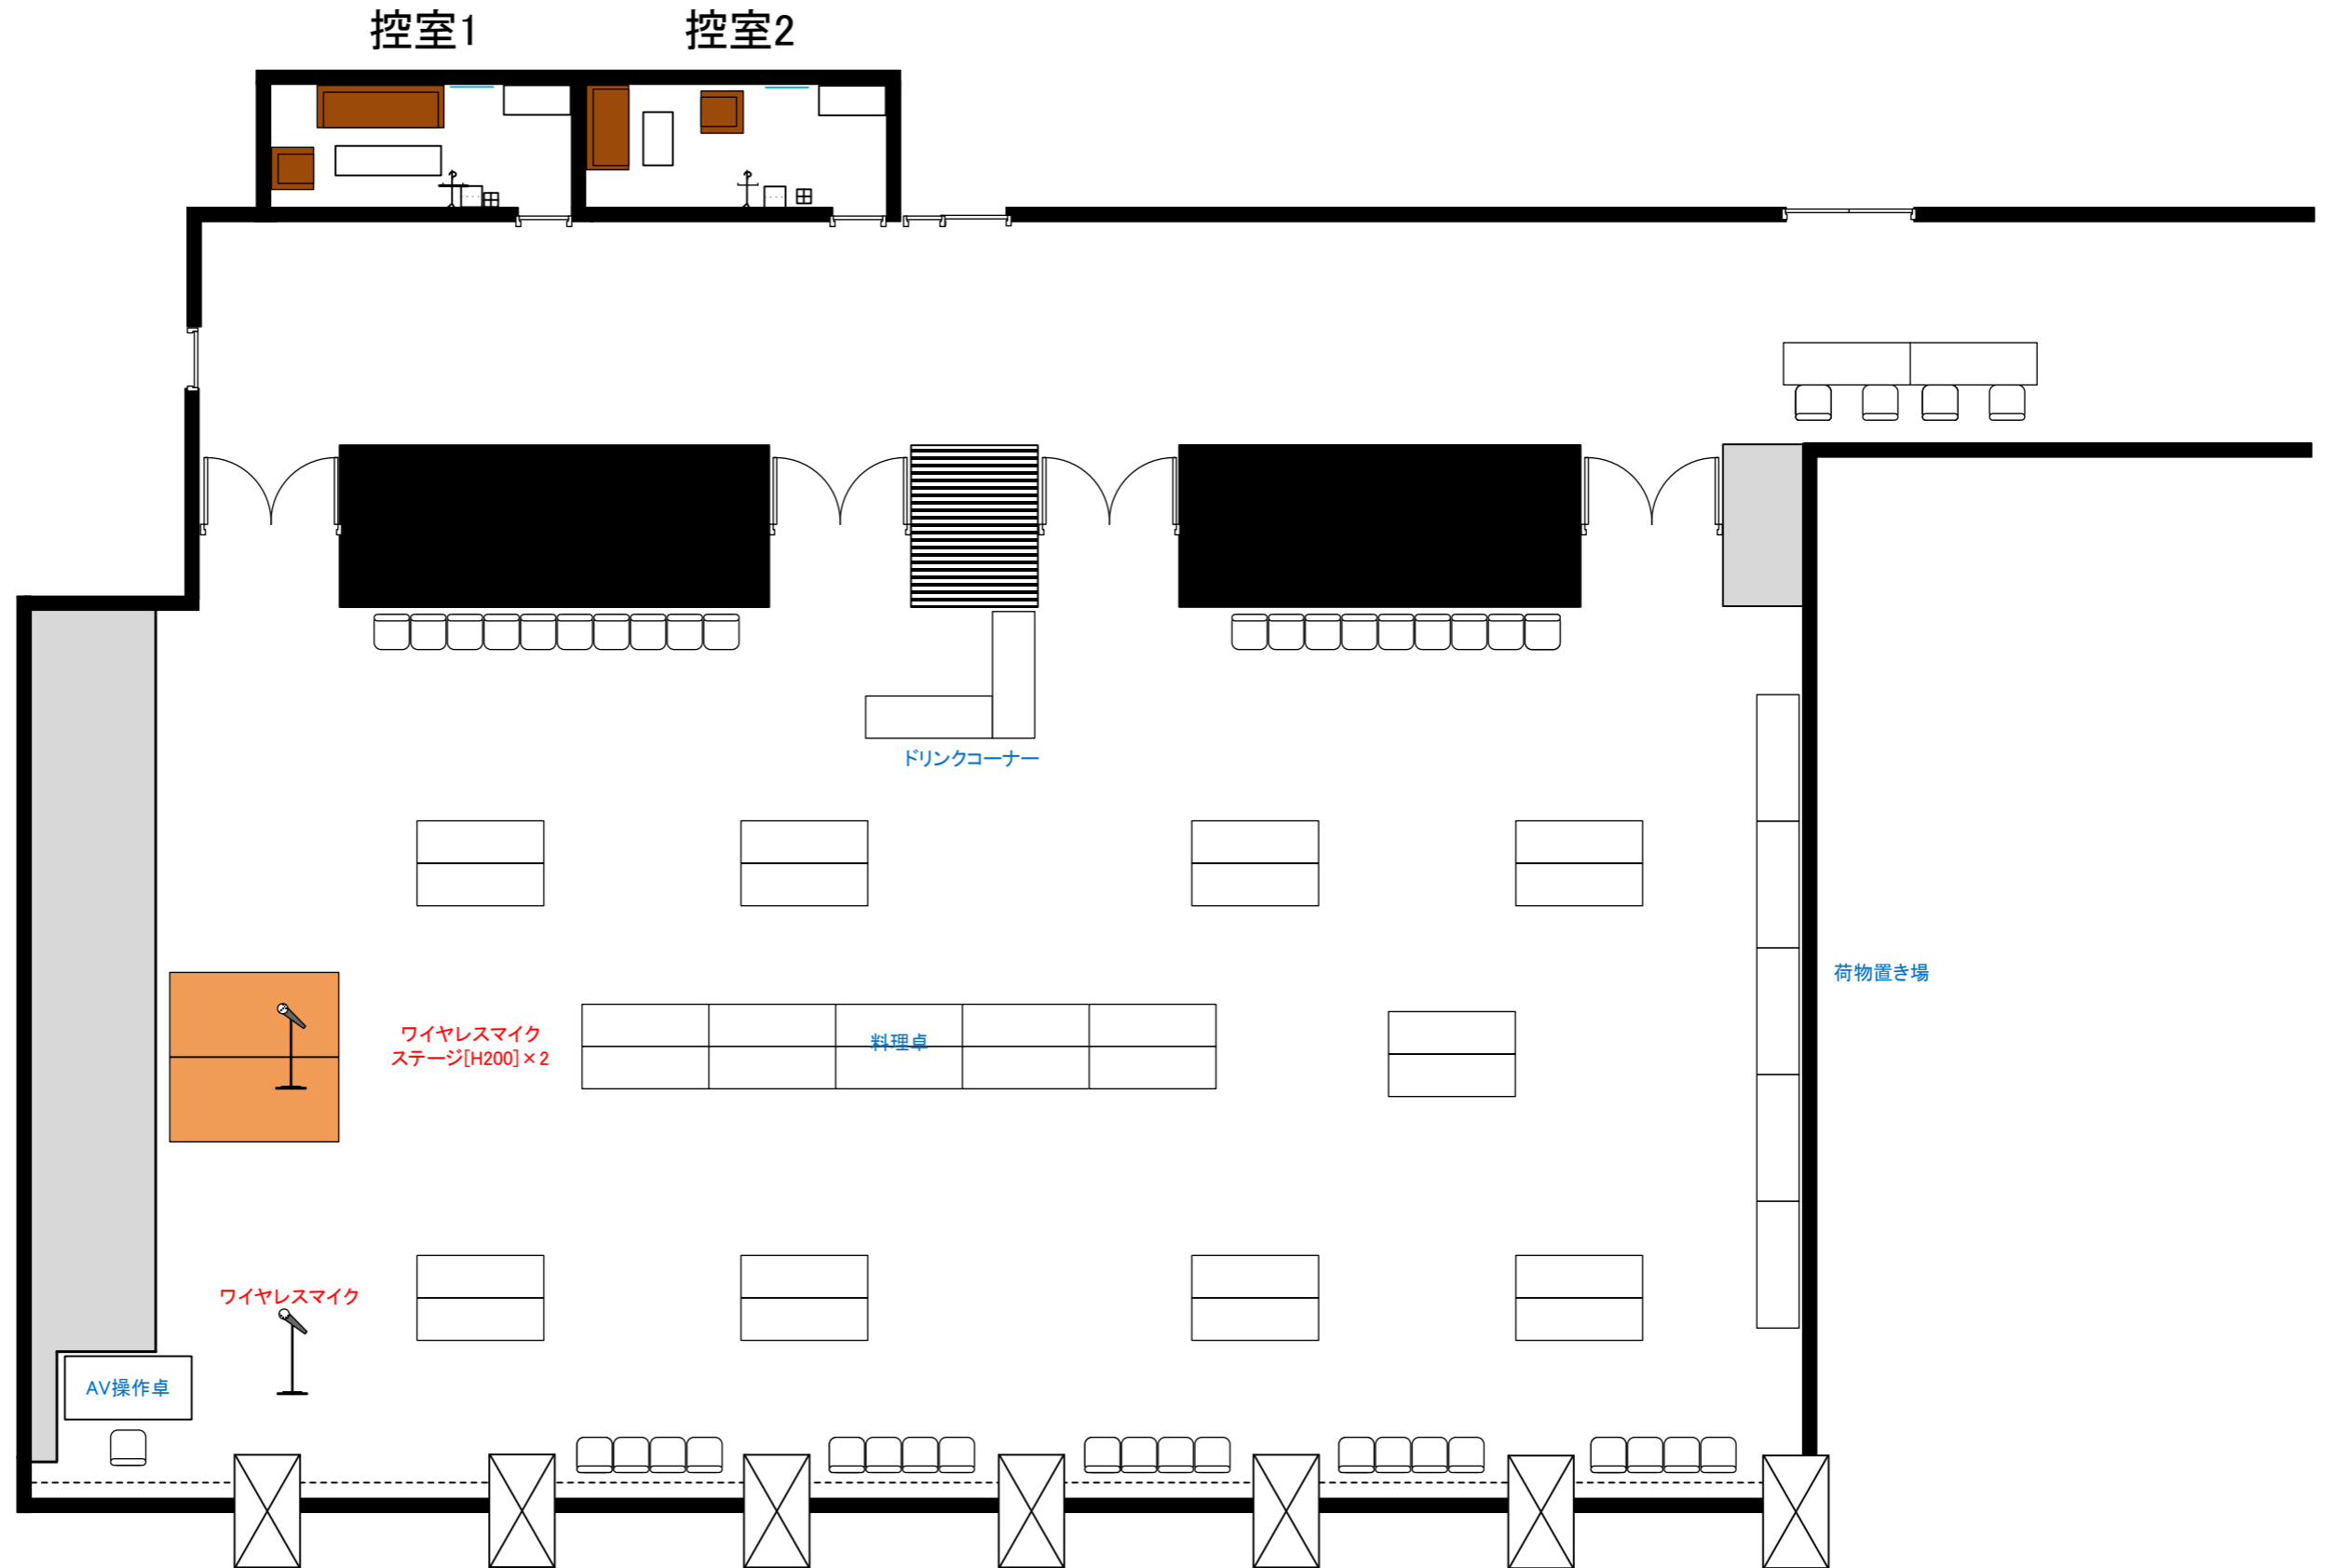 控室1
控室2
ドリンクコーナー
荷物置き場
ワイヤレスマイク
ステージ[H200]×2
料理卓
ワイヤレスマイク
AV操作卓